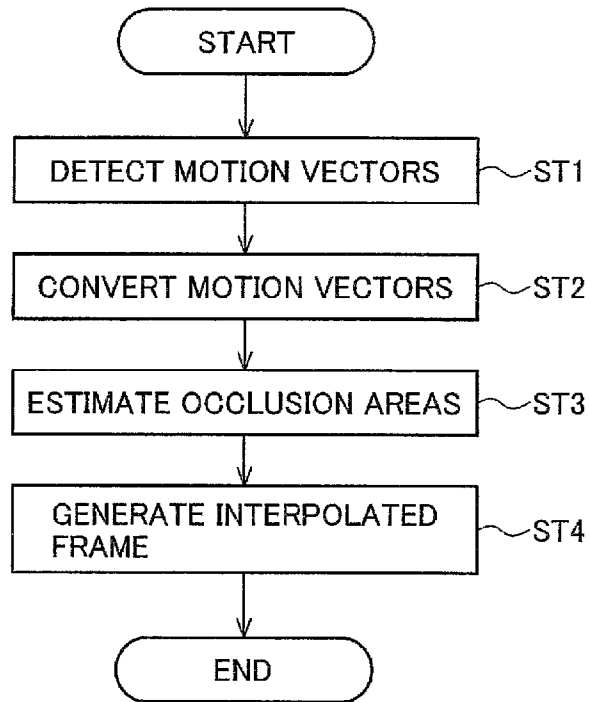 START
DETECT MOTION VECTORS
ST1
CONVERT MOTION VECTORS
ST2
ESTIMATE OCCLUSION AREAS
ST3
GENERATE INTERPOLATED
FRAME
ST4
END